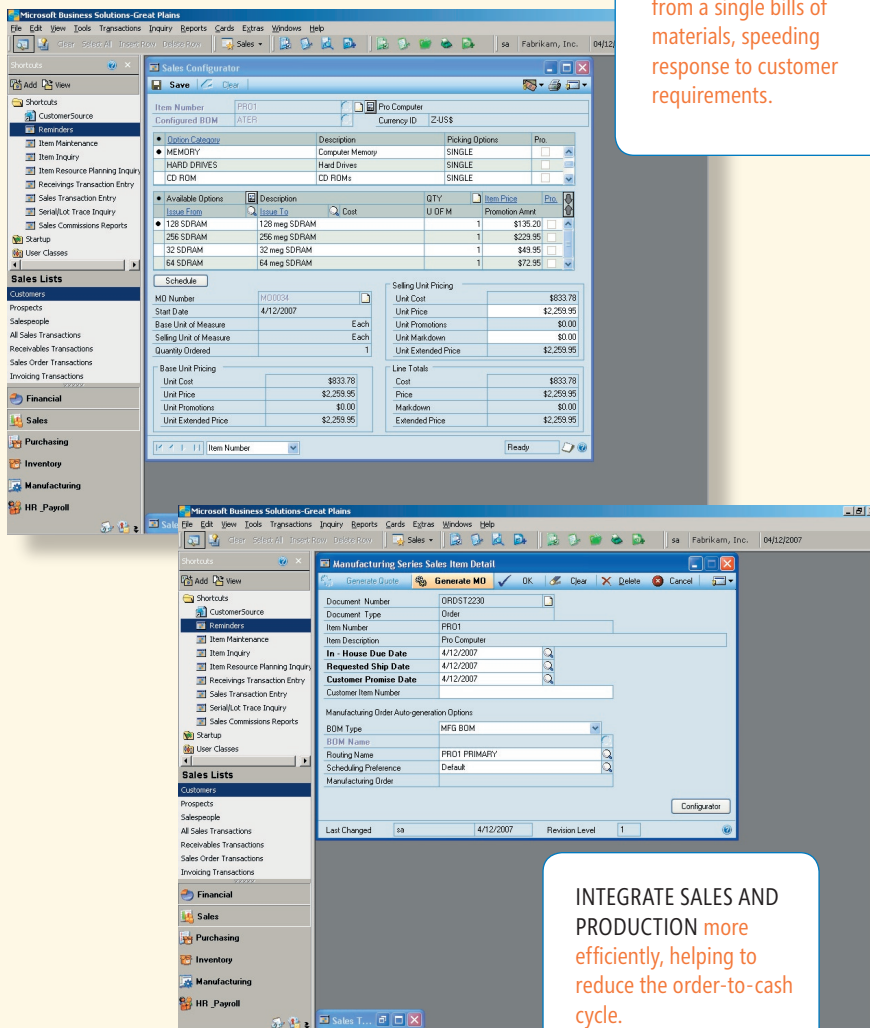 from a single bills of
materials, speeding
response to customer
requirements.
Microsoft Business Solutions-Great Plains
File Edit View Tools Transactions Inquiry Reports Cards Extras Windows Help
Clear Select All Insert Row Delete Row Sales sa Fabrikam, Inc. 04/12/
Shortcuts
Add View
Shortcuts
CustomerSource
Reminders
Item Maintenance
Item Inquiry
Item Resource Planning Inquiry
Receivings Transaction Entry
Sales Transaction Entry
Serial/Lot Trace Inquiry
Sales Commissions Reports
Startup
User Classes
Sales Lists
Customers
Prospects
Salespeople
All Sales Transactions
Receivables Transactions
Sales Order Transactions
Invoicing Transactions
Financial
Sales
Purchasing
Inventory
Manufacturing
HR_Payroll
Sales Configurator
Save Clear
Item Number PRO1 Pro Computer
Configured BOM ATER Currency ID Z-US$
Option Category Description Picking Options Pro.
MEMORY Computer Memory SINGLE
HARD DRIVES Hard Drives SINGLE
CD ROM CD ROMs SINGLE
Available Options Description QTY Item Price Pro.
Issue From Issue To Cost U OF M Promotion Amnt
128 SDRAM 128 meg SDRAM 1 $135.20
256 SDRAM 256 meg SDRAM 1 $229.95
32 SDRAM 32 meg SDRAM 1 $49.95
64 SDRAM 64 meg SDRAM 1 $72.95
Schedule
MO Number MO0034
Start Date 4/12/2007
Base Unit of Measure Each
Selling Unit of Measure Each
Quantity Ordered 1
Selling Unit Pricing
Unit Cost $833.78
Unit Price $2,259.95
Unit Promotions $0.00
Unit Markdown $0.00
Unit Extended Price $2,259.95
Base Unit Pricing
Unit Cost $833.78
Unit Price $2,259.95
Unit Promotions $0.00
Unit Extended Price $2,259.95
Line Totals
Cost $833.78
Price $2,259.95
Markdown $0.00
Extended Price $2,259.95
Item Number Ready
Sale
Microsoft Business Solutions-Great Plains
File Edit View Tools Transactions Inquiry Reports Cards Extras Windows Help
Clear Select All Insert Row Delete Row Sales sa Fabrikam, Inc. 04/12/2007
Shortcuts
Add View
Shortcuts
CustomerSource
Reminders
Item Maintenance
Item Inquiry
Item Resource Planning Inquiry
Receivings Transaction Entry
Sales Transaction Entry
Serial/Lot Trace Inquiry
Sales Commissions Reports
Startup
User Classes
Sales Lists
Customers
Prospects
Salespeople
All Sales Transactions
Receivables Transactions
Sales Order Transactions
Invoicing Transactions
Financial
Sales
Purchasing
Inventory
Manufacturing
HR_Payroll
Manufacturing Series Sales Item Detail
Generate Quote Generate MO OK Clear Delete Cancel
Document Number ORDST2230
Document Type Order
Item Number PRO1
Item Description Pro Computer
In - House Due Date 4/12/2007
Requested Ship Date 4/12/2007
Customer Promise Date 4/12/2007
Customer Item Number
Manufacturing Order Auto-generation Options
BOM Type MFG BOM
BOM Name
Routing Name PRO1 PRIMARY
Scheduling Preference Default
Manufacturing Order
Configurator
Last Changed sa 4/12/2007 Revision Level 1
Sales T...
INTEGRATE SALES AND
PRODUCTION more
efficiently, helping to
reduce the order-to-cash
cycle.